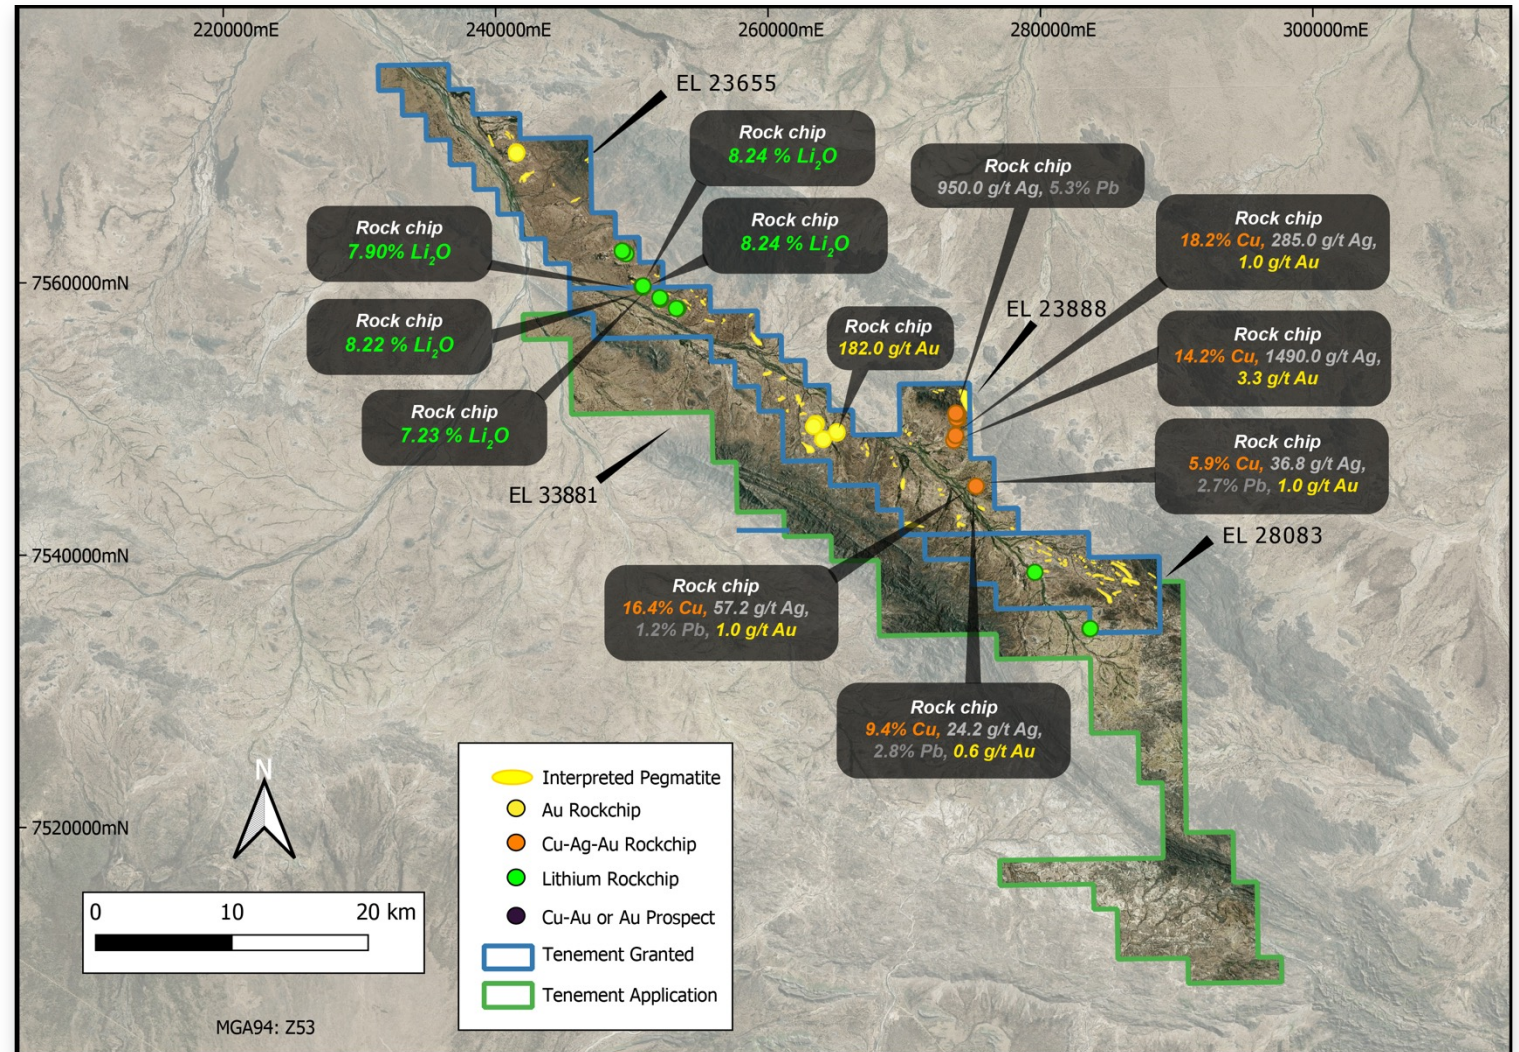 220000mE
240000mE
260000mE
280000mE
300000mE
EL 23655
Rock chip
8.24 % Li₂O
Rock chip
950.0 g/t Ag, 5.3% Pb
Rock chip
7.90% Li₂O
Rock chip
8.24 % Li₂O
Rock chip
18.2% Cu, 285.0 g/t Ag,
1.0 g/t Au
7560000mN
EL 23888
Rock chip
8.22 % Li₂O
Rock chip
182.0 g/t Au
Rock chip
14.2% Cu, 1490.0 g/t Ag,
3.3 g/t Au
Rock chip
7.23 % Li₂O
Rock chip
5.9% Cu, 36.8 g/t Ag,
2.7% Pb, 1.0 g/t Au
EL 33881
7540000mN
EL 28083
Rock chip
16.4% Cu, 57.2 g/t Ag,
1.2% Pb, 1.0 g/t Au
Rock chip
9.4% Cu, 24.2 g/t Ag,
2.8% Pb, 0.6 g/t Au
N
7520000mN
Interpreted Pegmatite
Au Rockchip
Cu-Ag-Au Rockchip
Lithium Rockchip
Cu-Au or Au Prospect
Tenement Granted
Tenement Application
0 10 20 km
MGA94: Z53